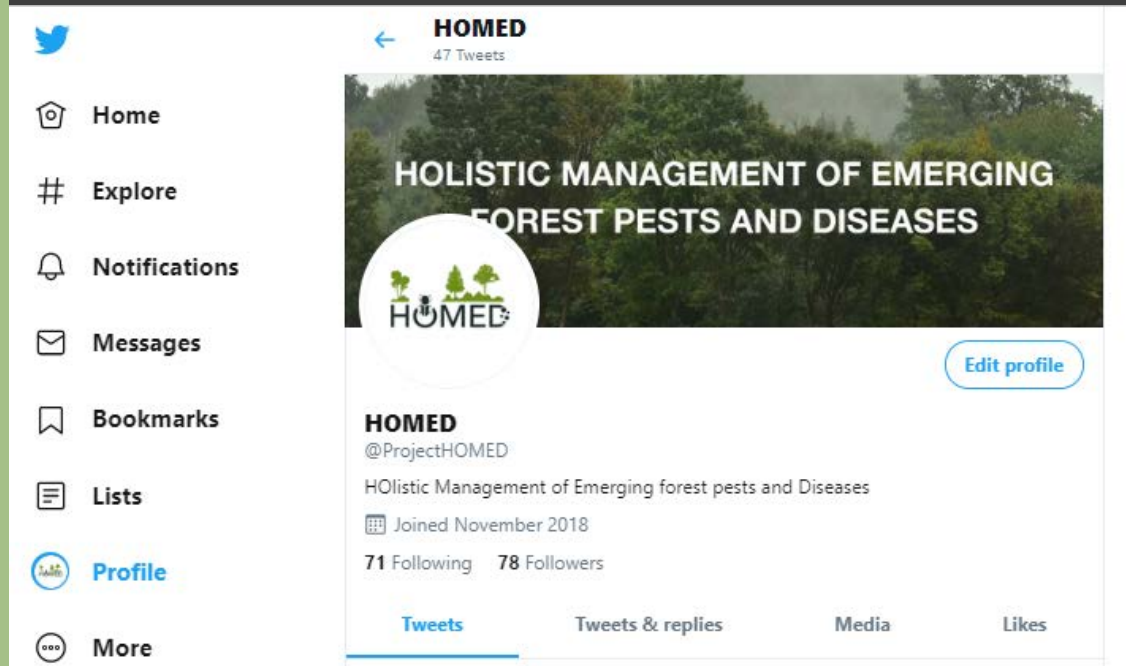 HOMED
47 Tweets
Home
Explore
Notifications
Messages
Bookmarks
Lists
Profile
More
HOLISTIC MANAGEMENT OF EMERGING
FOREST PESTS AND DISEASES
HOMED
Edit profile
HOMED
@ProjectHOMED
HOlistic Management of Emerging forest pests and Diseases
Joined November 2018
71 Following 78 Followers
Tweets Tweets & replies Media Likes